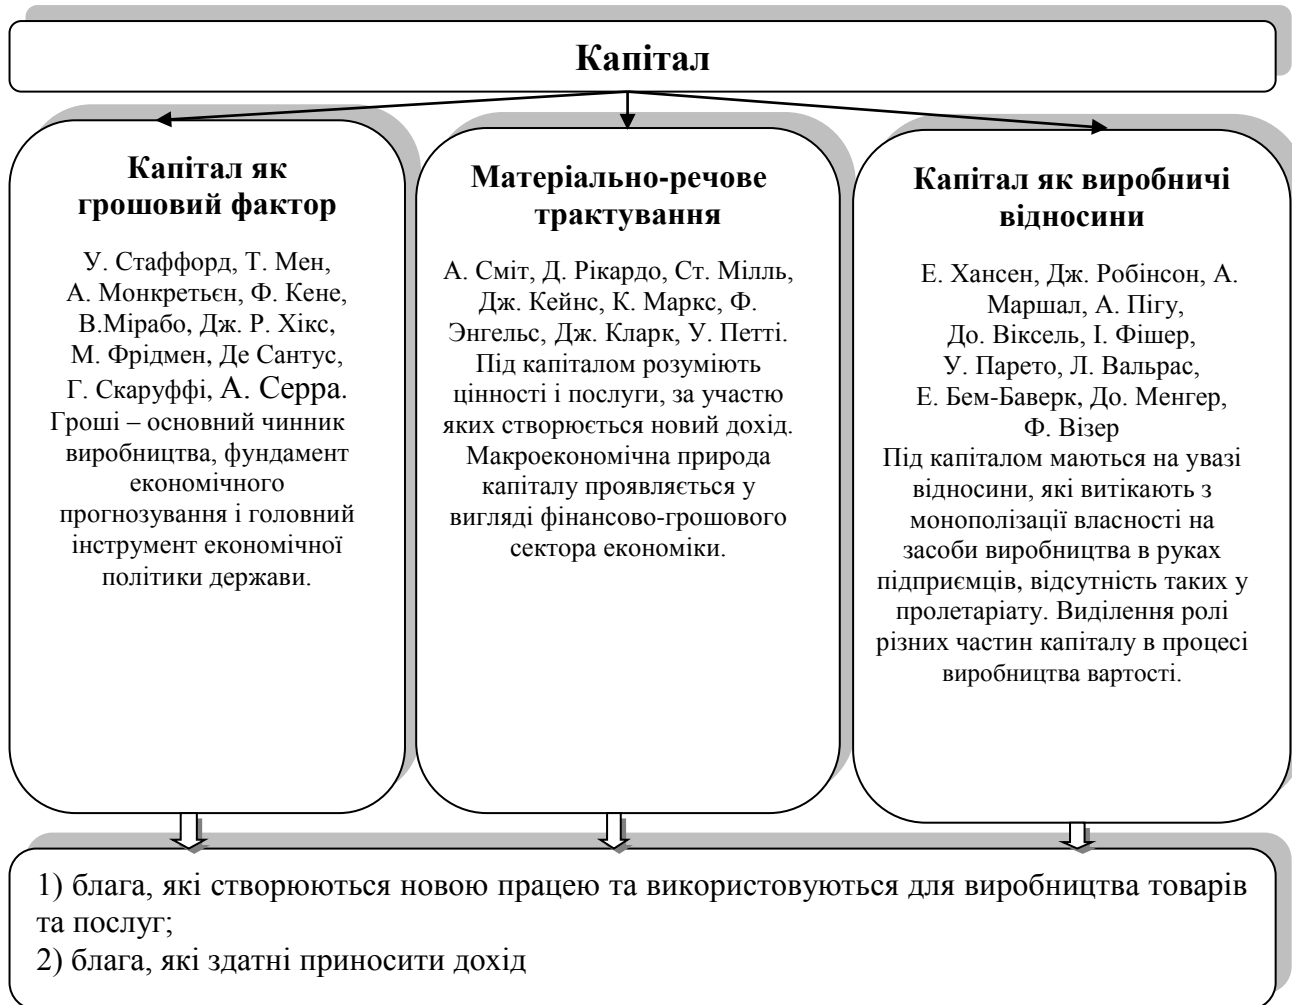 Капітал
Капітал як
грошовий фактор
У. Стаффорд, Т. Мен,
А. Монкретьєн, Ф. Кене,
В.Мірабо, Дж. Р. Хікс,
М. Фрідмен, Де Сантус,
Г. Скаруффі, А. Серра.
Гроші – основний чинник
виробництва, фундамент
економічного
прогнозування і головний
інструмент економічної
політики держави.
Матеріально-речове
трактування
А. Сміт, Д. Рікардо, Ст. Мілль,
Дж. Кейнс, К. Маркс, Ф.
Энгельс, Дж. Кларк, У. Петті.
Під капіталом розуміють
цінності і послуги, за участю
яких створюється новий дохід.
Макроекономічна природа
капіталу проявляється у
вигляді фінансово-грошового
сектора економіки.
Капітал як виробничі
відносини
Е. Хансен, Дж. Робінсон, А.
Маршал, А. Пігу,
До. Віксель, І. Фішер,
У. Парето, Л. Вальрас,
Е. Бем-Баверк, До. Менгер,
Ф. Візер
Під капіталом маються на увазі
відносини, які витікають з
монополізації власності на
засоби виробництва в руках
підприємців, відсутність таких у
пролетаріату. Виділення ролі
різних частин капіталу в процесі
виробництва вартості.
1) блага, які створюються новою працею та використовуються для виробництва товарів
та послуг;
2) блага, які здатні приносити дохід